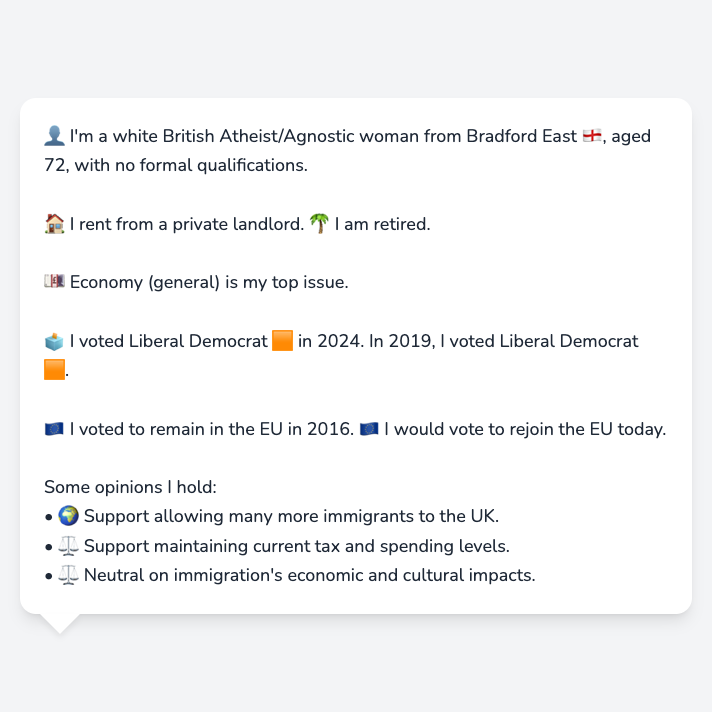 👤 I'm a white British Atheist/Agnostic woman from Bradford East 🏴󠁧󠁢󠁥󠁮󠁧󠁿, aged
72, with no formal qualifications.
🏠 I rent from a private landlord. 🌴 I am retired.
💷 Economy (general) is my top issue.
🗳️ I voted Liberal Democrat 🟧 in 2024. In 2019, I voted Liberal Democrat
🟧.
🇪🇺 I voted to remain in the EU in 2016. 🇪🇺 I would vote to rejoin the EU today.
Some opinions I hold:
• 🌍 Support allowing many more immigrants to the UK.
• ⚖️ Support maintaining current tax and spending levels.
• ⚖️ Neutral on immigration's economic and cultural impacts.